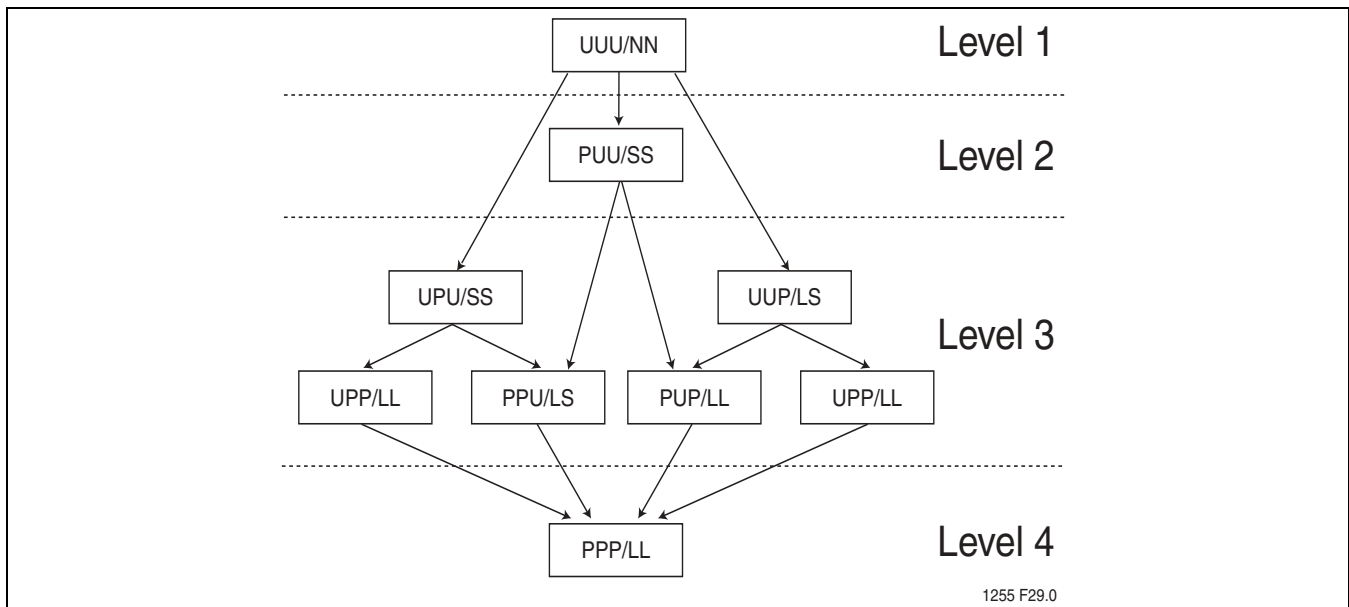 UUU/NN
Level 1
PUU/SS
Level 2
UPU/SS
UUP/LS
Level 3
UPP/LL
PPU/LS
PUP/LL
UPP/LL
PPP/LL
Level 4
1255 F29.0